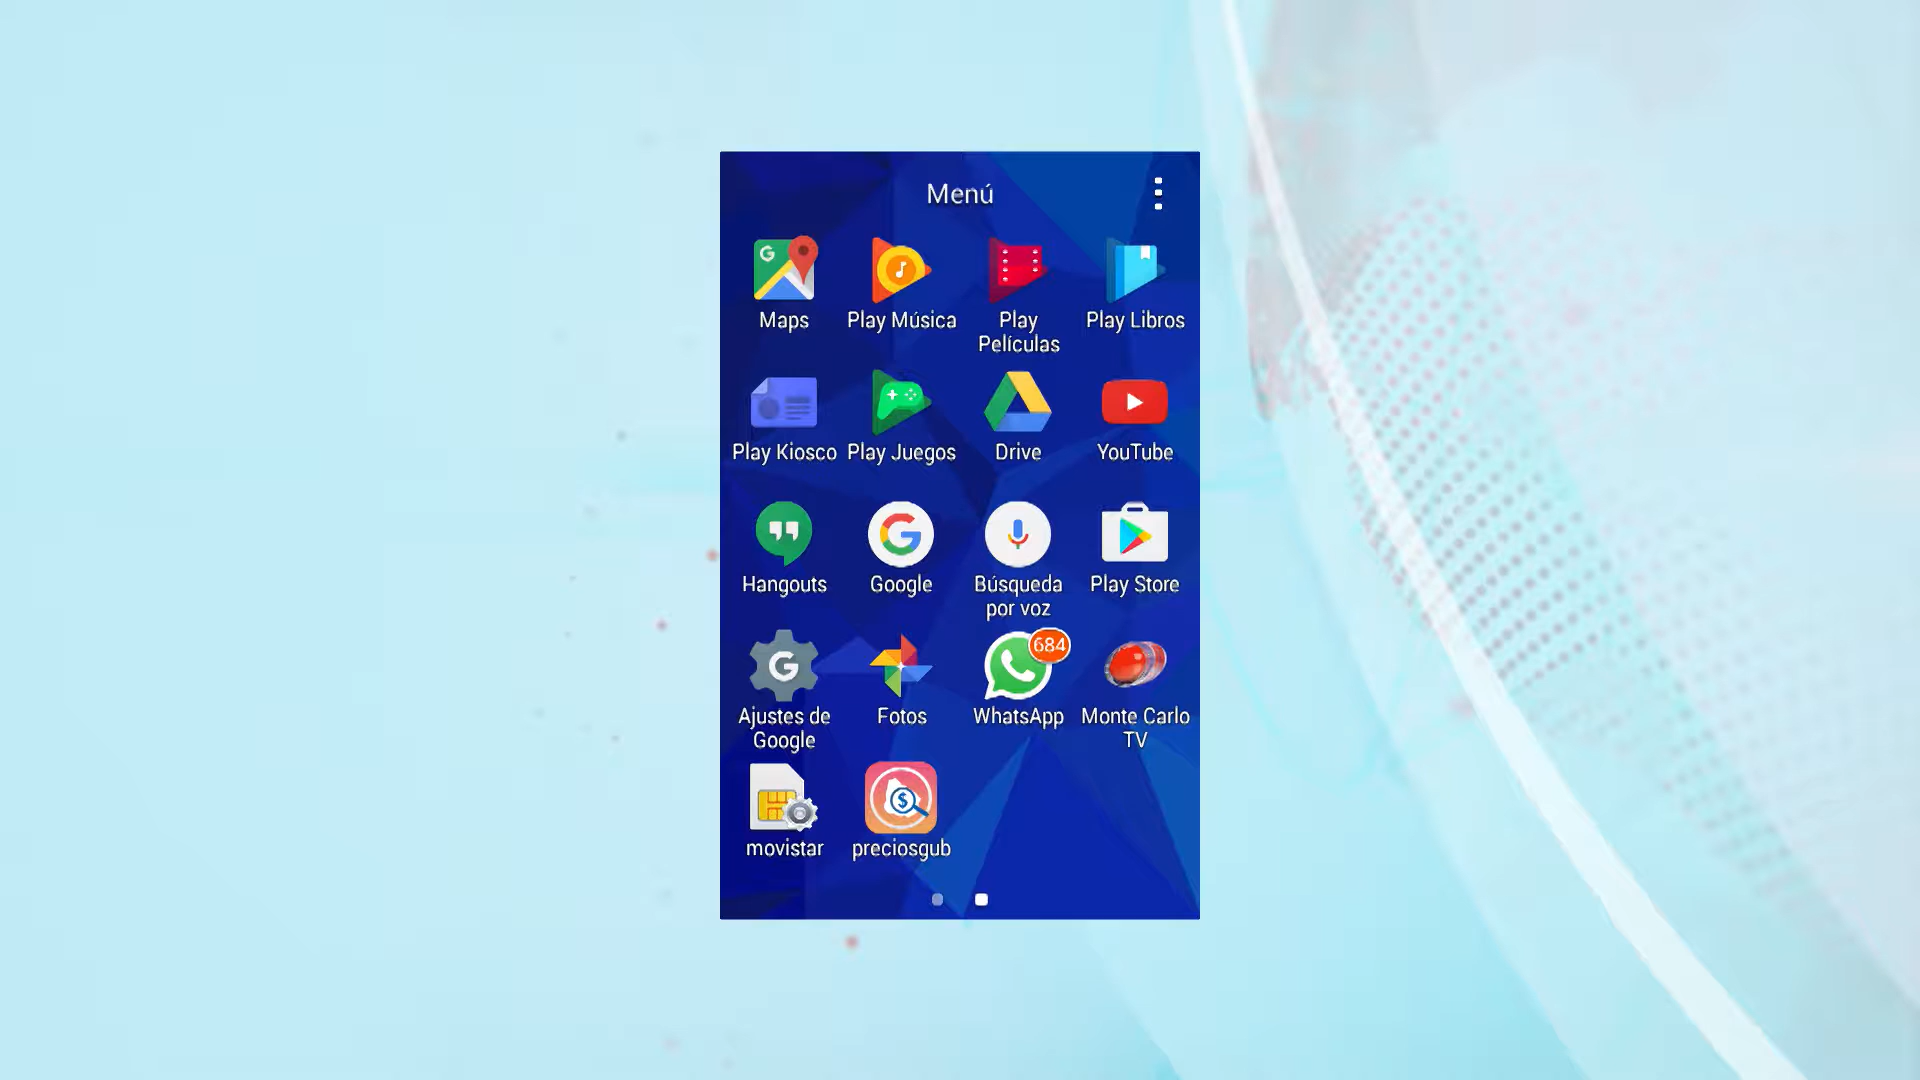 Menú
Maps
Play Música
Play
Películas
Play Libros
Play Kiosco
Play Juegos
Drive
YouTube
Hangouts
Google
Búsqueda
por voz
Play Store
Ajustes de
Google
Fotos
684
WhatsApp
Monte Carlo
TV
movistar
preciosgub